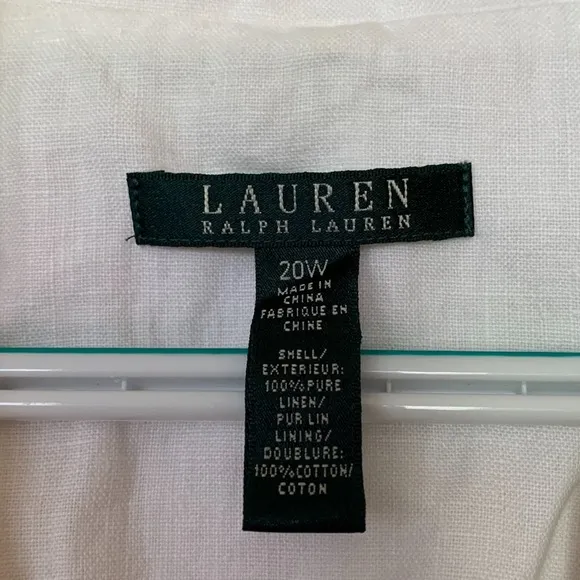 LAUREN
RALPH LAUREN
20W
MADE IN
CHINA
FABRIQUE EN
CHINE
SHELL/
EXTERIEUR:
100%PURE
LINEN/
PUR LIN
LINING/
DOUBLURE:
100%COTTON/
COTON